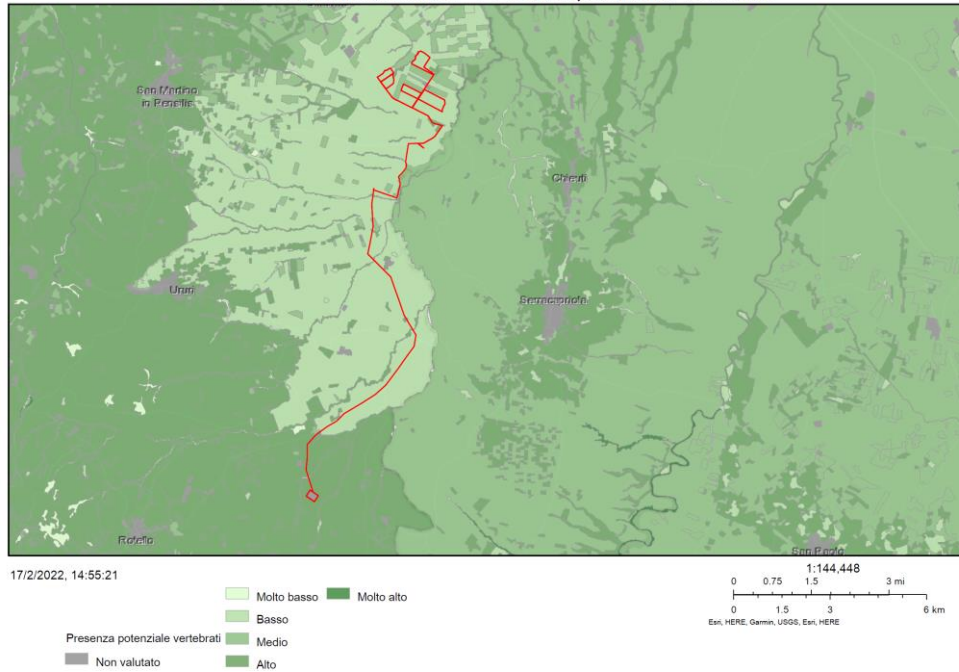 San Martino
in Pensilis
Chieuti
Ururi
Serracapriola
Rotello
San Paolo
17/2/2022, 14:55:21
1:144,448
0 0.75 1.5 3 mi
0 1.5 3 6 km
Esri, HERE, Garmin, USGS, Esri, HERE
Presenza potenziale vertebrati
Non valutato
Molto basso
Basso
Medio
Alto
Molto alto